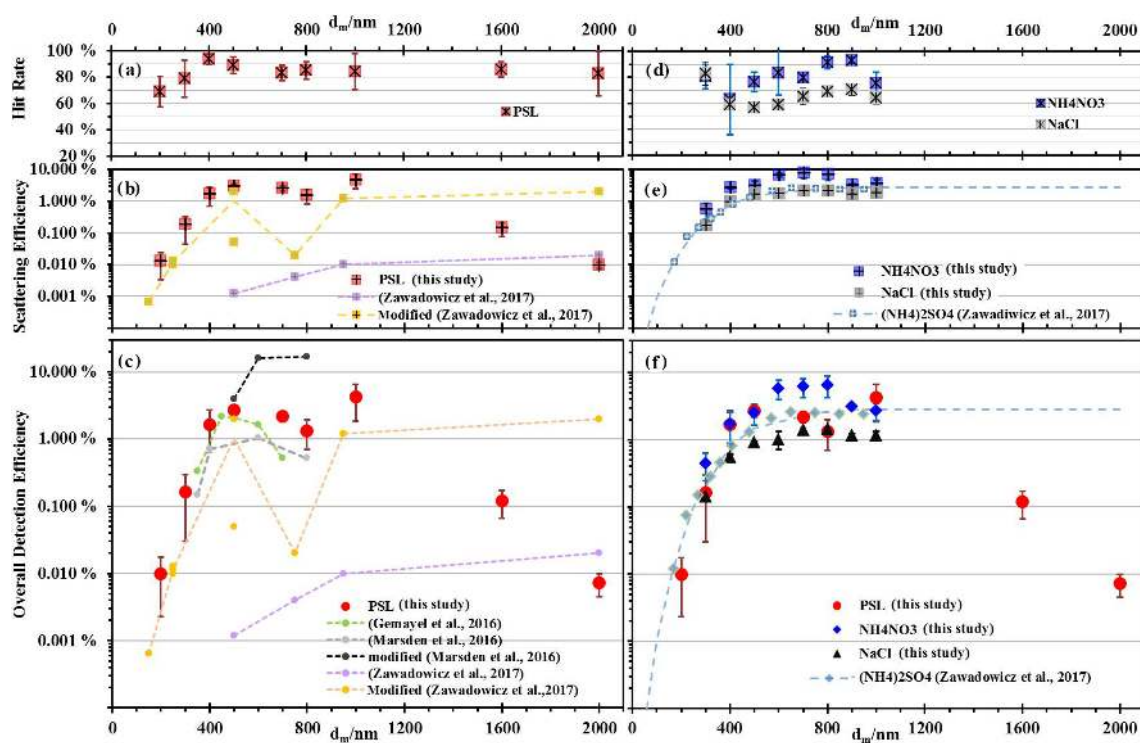 dm/nm
0 400 800 1200 1600 2000
dm/nm
0 400 800 1200 1600 2000
Hit Rate
100 %
80 %
60 %
40 %
20 %
(a)
PSL
(d)
NH4NO3
NaCl
Scattering Efficiency
10.000 %
1.000 %
0.100 %
0.010 %
0.001 %
(b)
PSL (this study)
(Zawadowicz et al., 2017)
Modified (Zawadowicz et al., 2017)
(e)
NH4NO3 (this study)
NaCl (this study)
(NH4)2SO4 (Zawadiwicz et al., 2017)
Overall Detection Efficiency
10.000 %
1.000 %
0.100 %
0.010 %
0.001 %
(c)
PSL (this study)
(Gemayel et al., 2016)
(Marsden et al., 2016)
modified (Marsden et al., 2016)
(Zawadowicz et al., 2017)
Modified (Zawadowicz et al.,2017)
(f)
PSL (this study)
NH4NO3 (this study)
NaCl (this study)
(NH4)2SO4 (Zawadowicz et al., 2017)
0 400 800 1200 1600 2000
dm/nm
0 400 800 1200 1600 2000
dm/nm